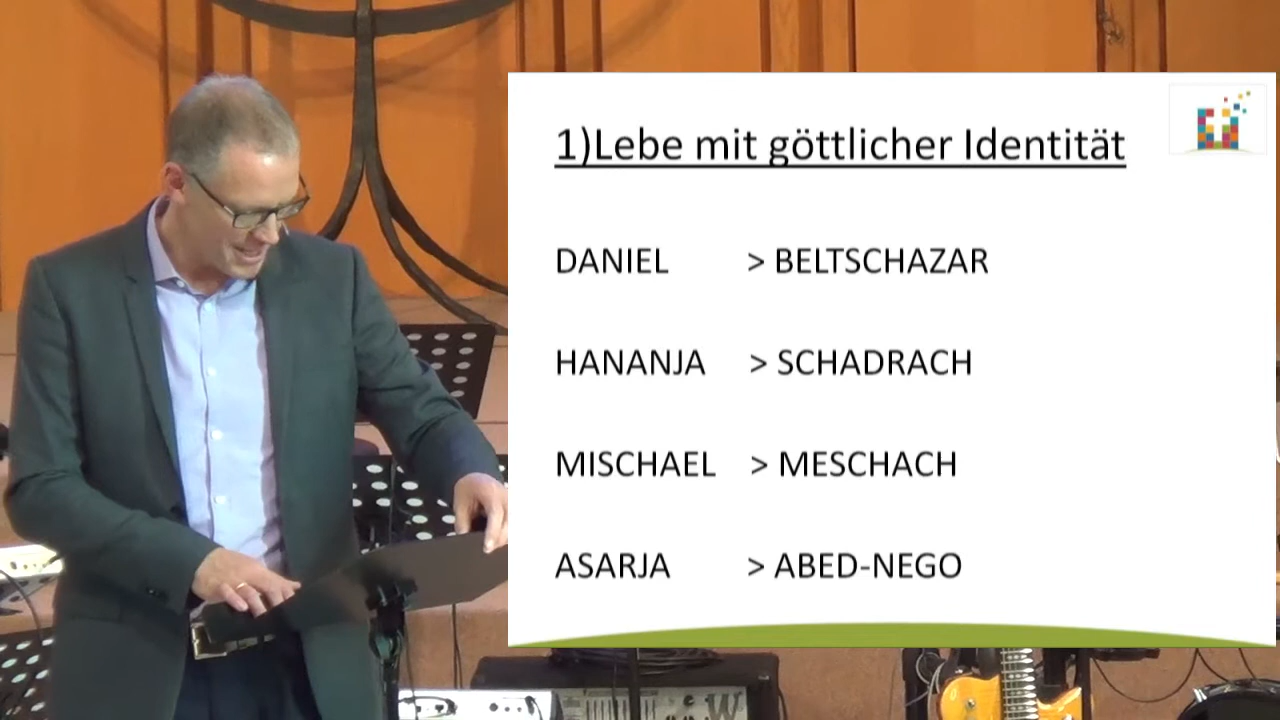 1)Lebe mit göttlicher Identität
DANIEL > BELTSCHAZAR
HANANJA > SCHADRACH
MISCHAEL > MESCHACH
ASARJA > ABED-NEGO
W